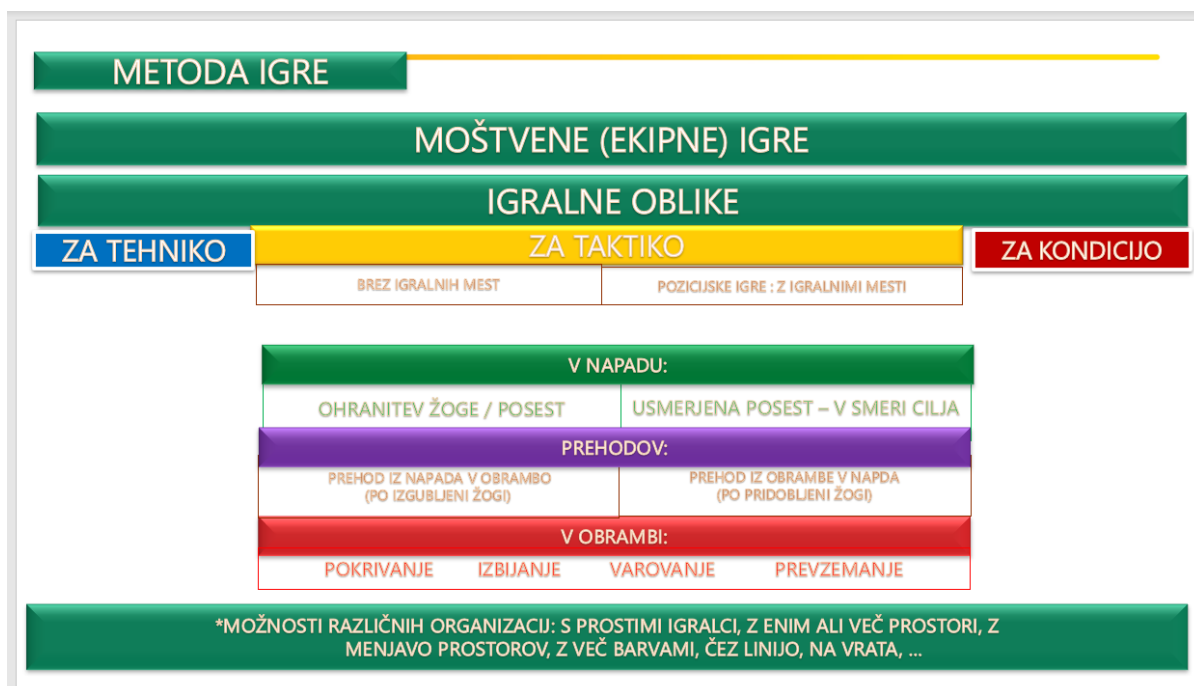 METODA IGRE
MOŠTVENE (EKIPNE) IGRE
IGRALNE OBLIKE
ZA TEHNIKO
ZA TAKTIKO
ZA KONDICIJO
BREZ IGRALNIH MEST
POZICIJSKE IGRE : Z IGRALNIMI MESTI
V NAPADU:
OHRANITEV ŽOGE / POSEST
USMERJENA POSEST – V SMERI CILJA
PREHODOV:
PREHOD IZ NAPADA V OBRAMBO
(PO IZGUBLJENI ŽOGI)
PREHOD IZ OBRAMBE V NAPDA
(PO PRIDOBLJENI ŽOGI)
V OBRAMBI:
POKRIVANJE IZBIJANJE VAROVANJE PREVZEMANJE
*MOŽNOSTI RAZLIČNIH ORGANIZACIJ: S PROSTIMI IGRALCI, Z ENIM ALI VEČ PROSTORI, Z
MENJAVO PROSTOROV, Z VEČ BARVAMI, ČEZ LINIJO, NA VRATA, ...